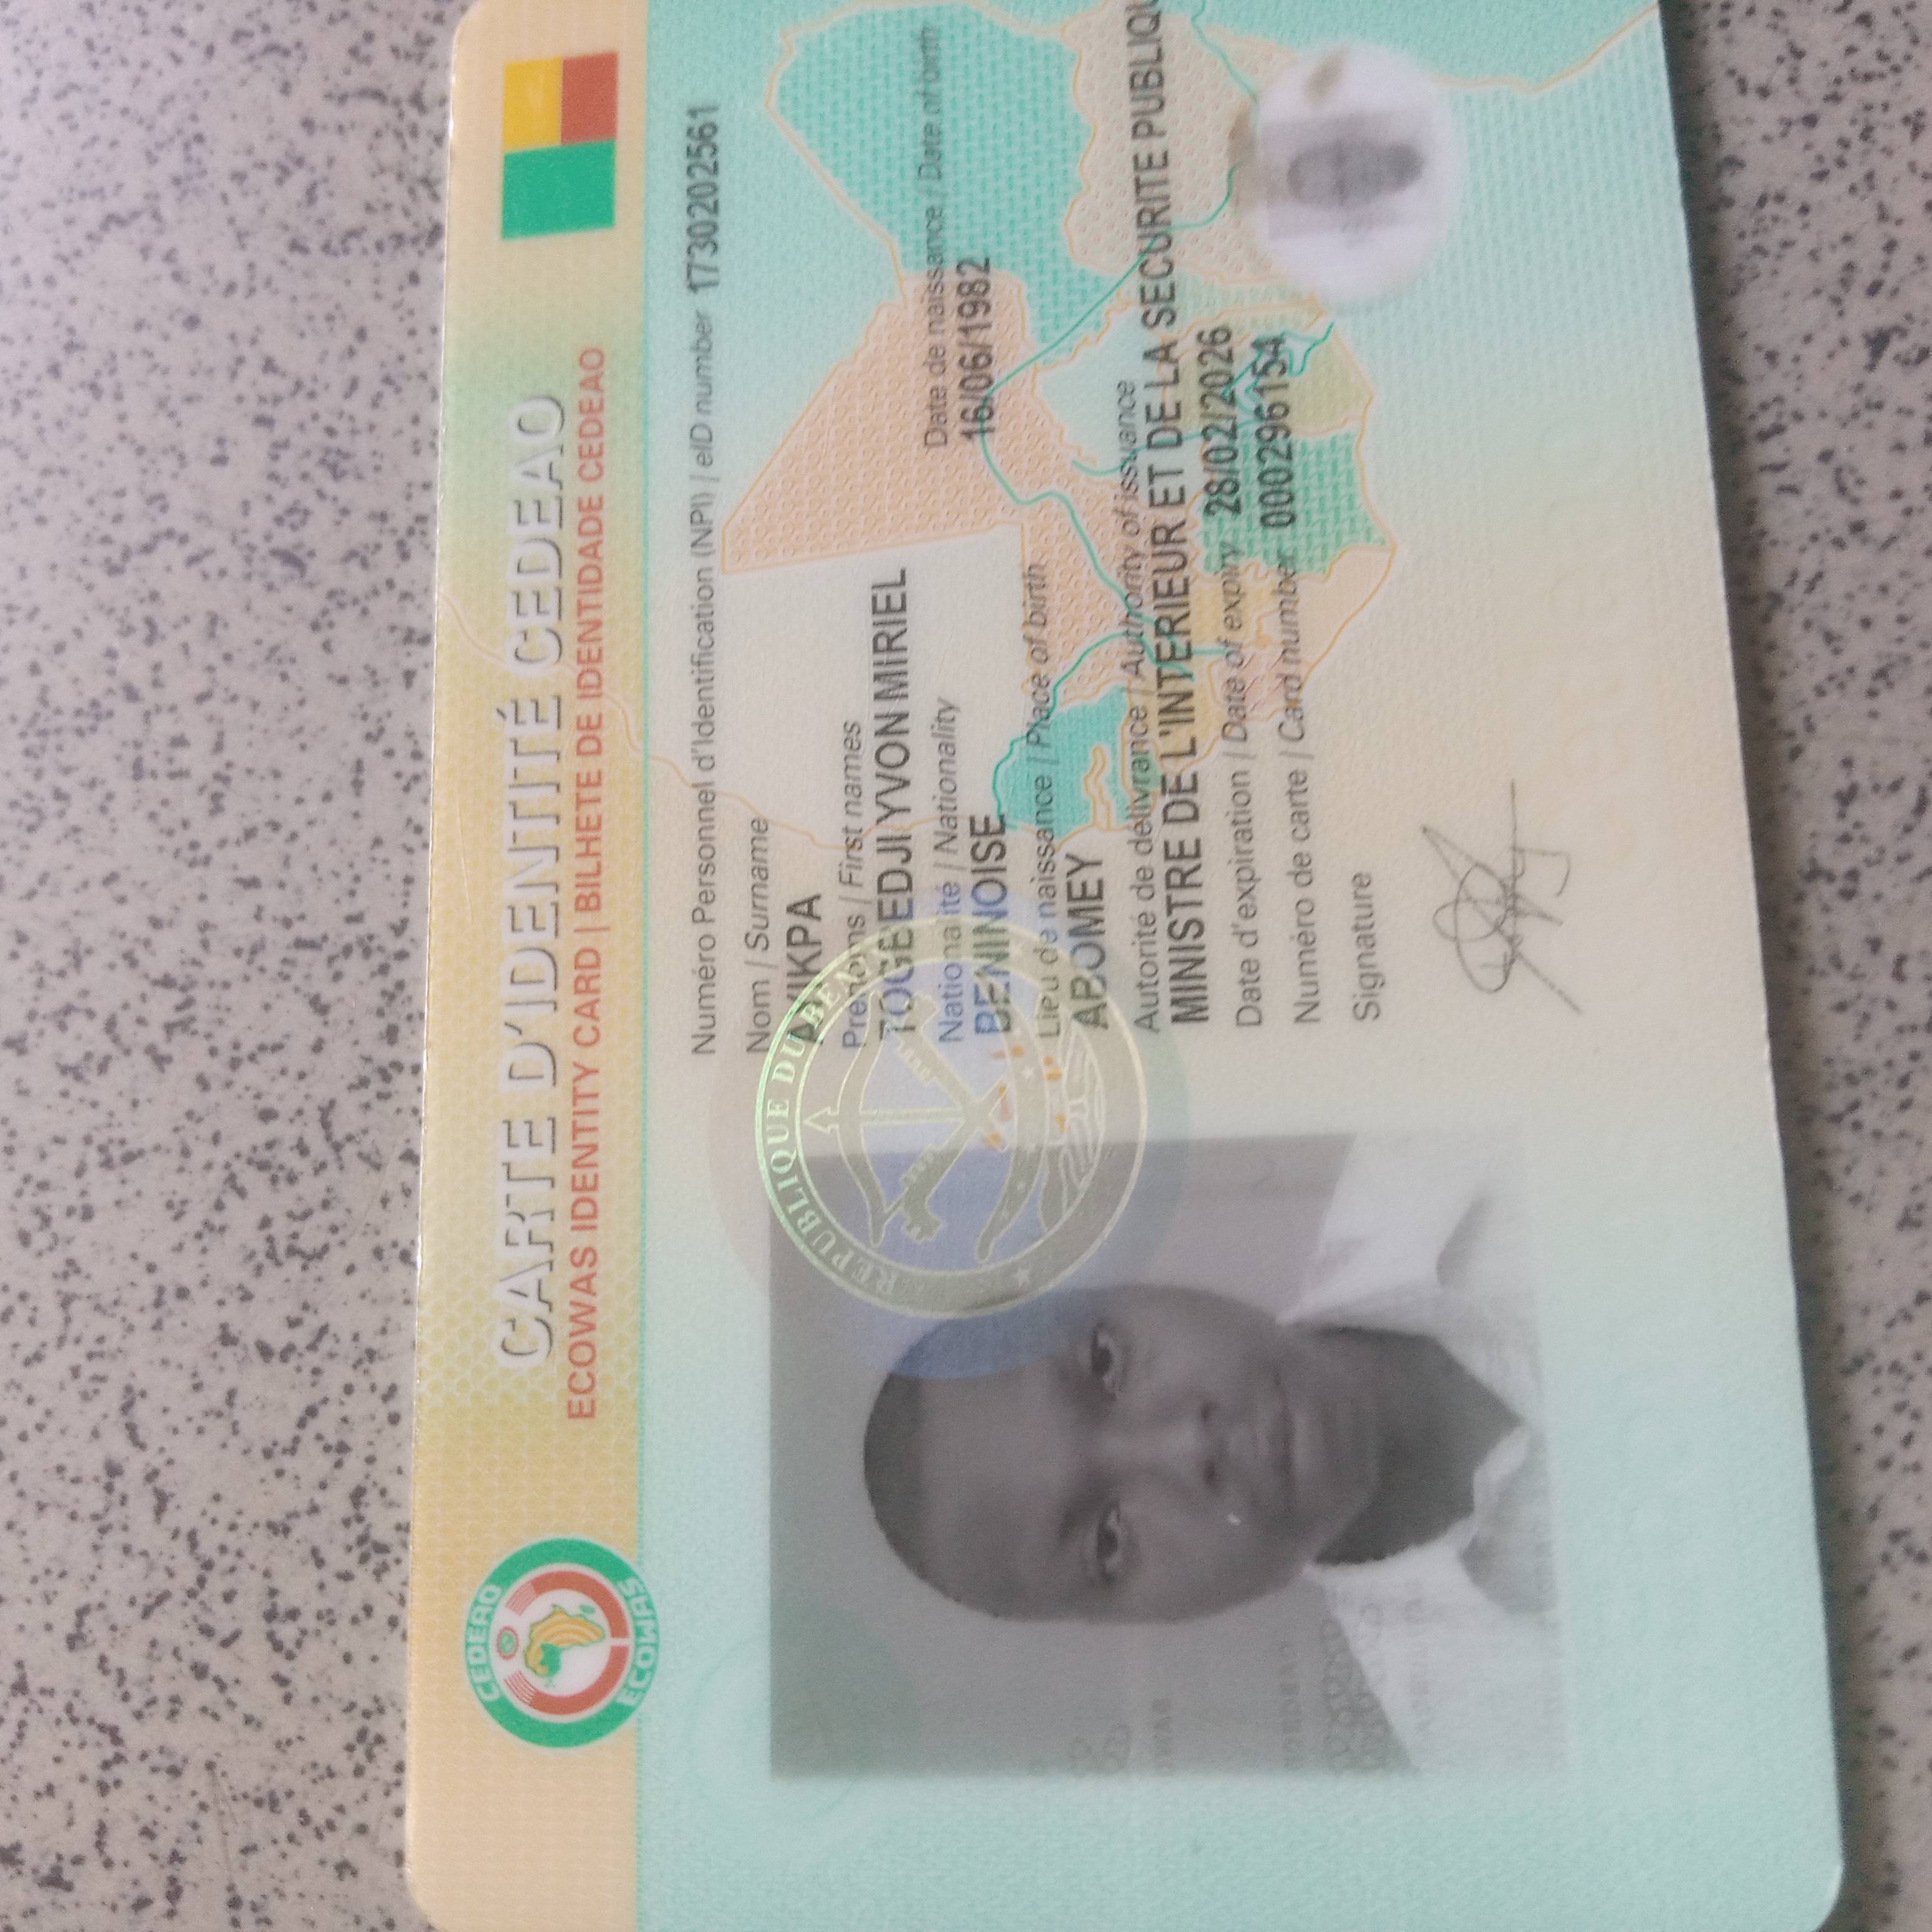 CEDEAO
ECOWAS
CARTE D'IDENTITÉ CEDEAO
ECOWAS IDENTITY CARD | BILHETE DE IDENTIDADE CEDEAO
Numéro Personnel d'Identification (NPI) | eID number 1730202561
Nom | Surname
Prénoms | First names
TOGEEDJI YVON MIRIEL
Date de naissance / Date of birth
16/06/1982
Nationalité | Nationality
BENINOISE
Lieu de naissance | Place of birth
ABOMEY
Autorité de délivrance | Authority of issuance
MINISTRE DE L'INTERIEUR ET DE LA SECURITE PUBLIQU
Date d'expiration | Date of expiry 28/02/2026
Numéro de carte | Card number 000296154
Signature
REPUBLIQUE DU BENIN